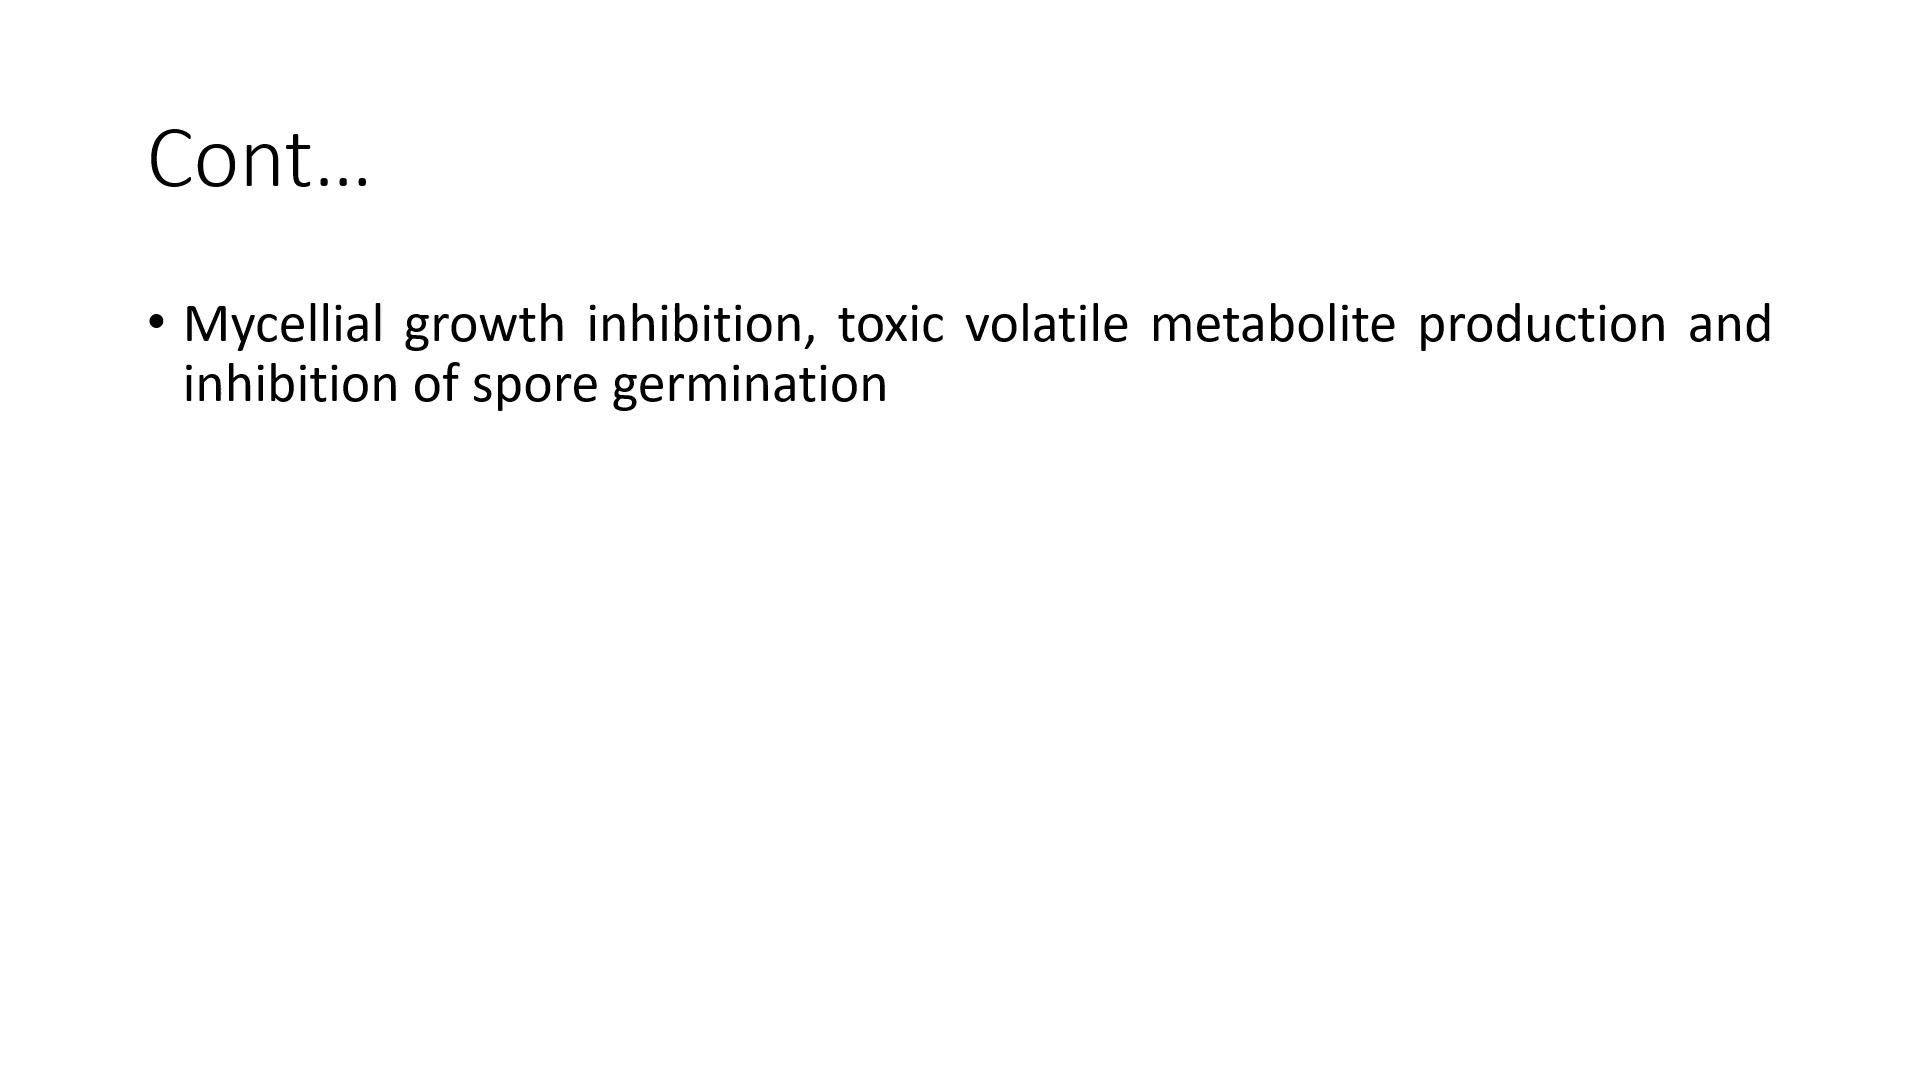 Cont…
• Mycellial growth inhibition, toxic volatile metabolite production and
inhibition of spore germination